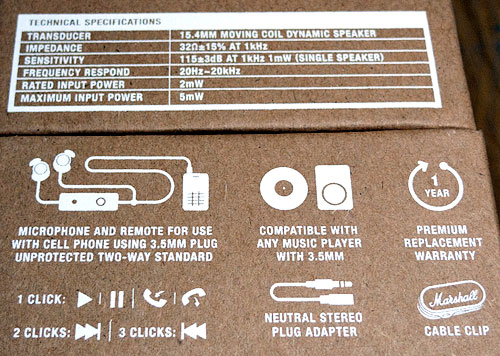 TECHNICAL SPECIFICATIONS
TRANSDUCER 15.4MM MOVING COIL DYNAMIC SPEAKER
IMPEDANCE 32Ω±15% AT 1kHz
SENSITIVITY 115±3dB AT 1kHz 1mW (SINGLE SPEAKER)
FREQUENCY RESPOND 20Hz~20kHz
RATED INPUT POWER 2mW
MAXIMUM INPUT POWER 5mW
MICROPHONE AND REMOTE FOR USE
WITH CELL PHONE USING 3.5MM PLUG
UNPROTECTED TWO-WAY STANDARD
COMPATIBLE WITH
ANY MUSIC PLAYER
WITH 3.5MM
1
YEAR
PREMIUM
REPLACEMENT
WARRANTY
1 CLICK:
2 CLICKS: 3 CLICKS:
NEUTRAL STEREO
PLUG ADAPTER
Marshall
CABLE CLIP